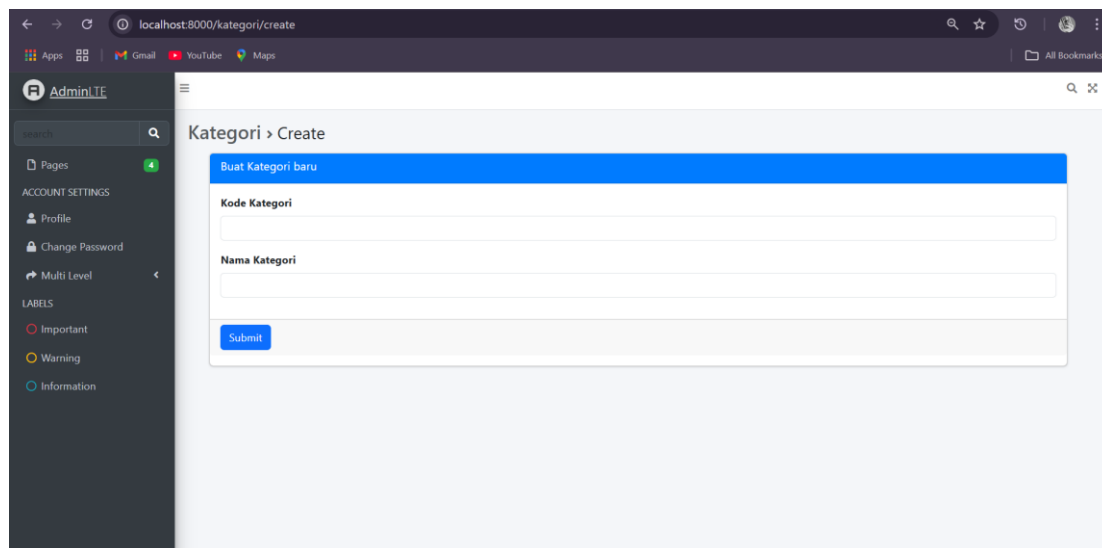 localhost:8000/kategori/create
Apps Gmail YouTube Maps All Bookmarks
AdminLTE
search
Kategori › Create
Pages 4
Buat Kategori baru
ACCOUNT SETTINGS
Kode Kategori
Profile
Change Password
Nama Kategori
Multi Level
LABELS
Important
Submit
Warning
Information